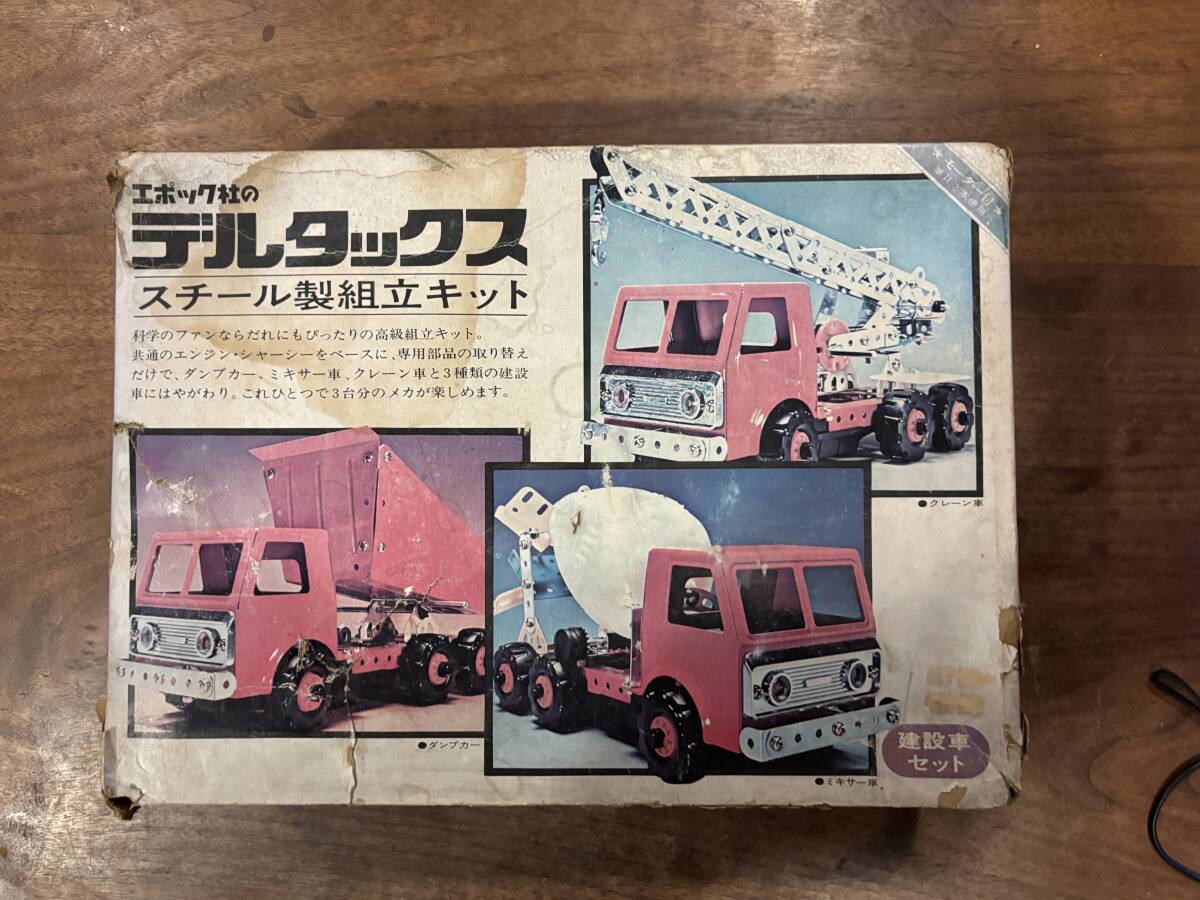 エポック社の
デルタックス
スチール製組立キット
科学のファンならだれにもぴったりの高級組立キット。
共通のエンジン・シャーシーをベースに、専用部品の取り替え
だけで、ダンプカー、ミキサー車、クレーン車と3種類の建設
車にはやがわり。これひとつで3台分のメカが楽しめます。
★モーター付★
●クレーン車
●ダンプカー
●ミキサー車
建設車
セット